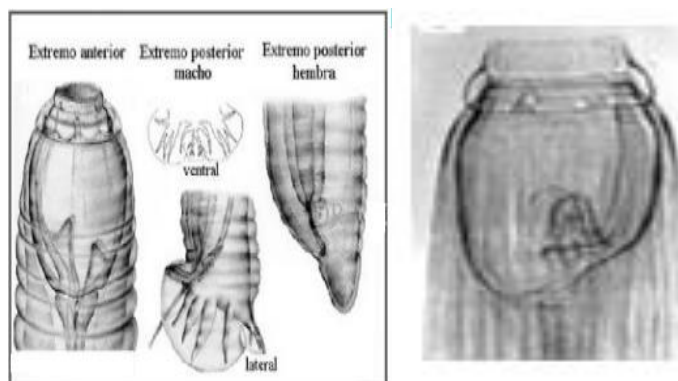 Extremo anterior
Extremo posterior
macho
Extremo posterior
hembra
ventral
lateral